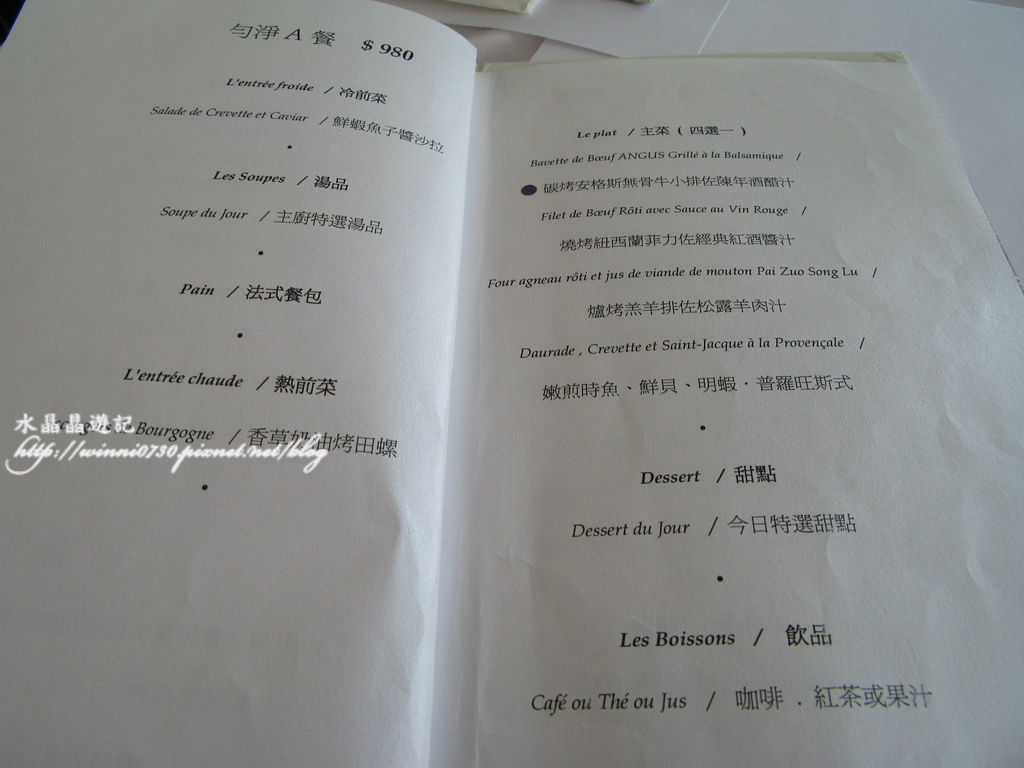 勻淨 A 餐 $ 980
L'entrée froide / 冷前菜
Salade de Crevette et Caviar / 鮮蝦魚子醬沙拉
•
Les Soupes / 湯品
Soupe du Jour / 主廚特選湯品
•
Pain / 法式餐包
•
L'entrée chaude / 熱前菜
Bourgogne / 香草奶油烤田螺
•
水晶晶遊記
http://winni0730.pixnet.net/blog
Le plat / 主菜 ( 四選一 )
Bavette de Bœuf ANGUS Grillé à la Balsamique /
碳烤安格斯無骨牛小排佐陳年酒醋汁
Filet de Bœuf Rôti avec Sauce au Vin Rouge /
燒烤紐西蘭菲力佐經典紅酒醬汁
Four agneau rôti et jus de viande de mouton Pai Zuo Song Lu /
爐烤羔羊排佐松露羊肉汁
Daurade , Crevette et Saint-Jacque à la Provençale /
嫩煎時魚、鮮貝、明蝦 · 普羅旺斯式
•
Dessert / 甜點
Dessert du Jour / 今日特選甜點
•
Les Boissons / 飲品
Café ou Thé ou Jus / 咖啡 . 紅茶或果汁